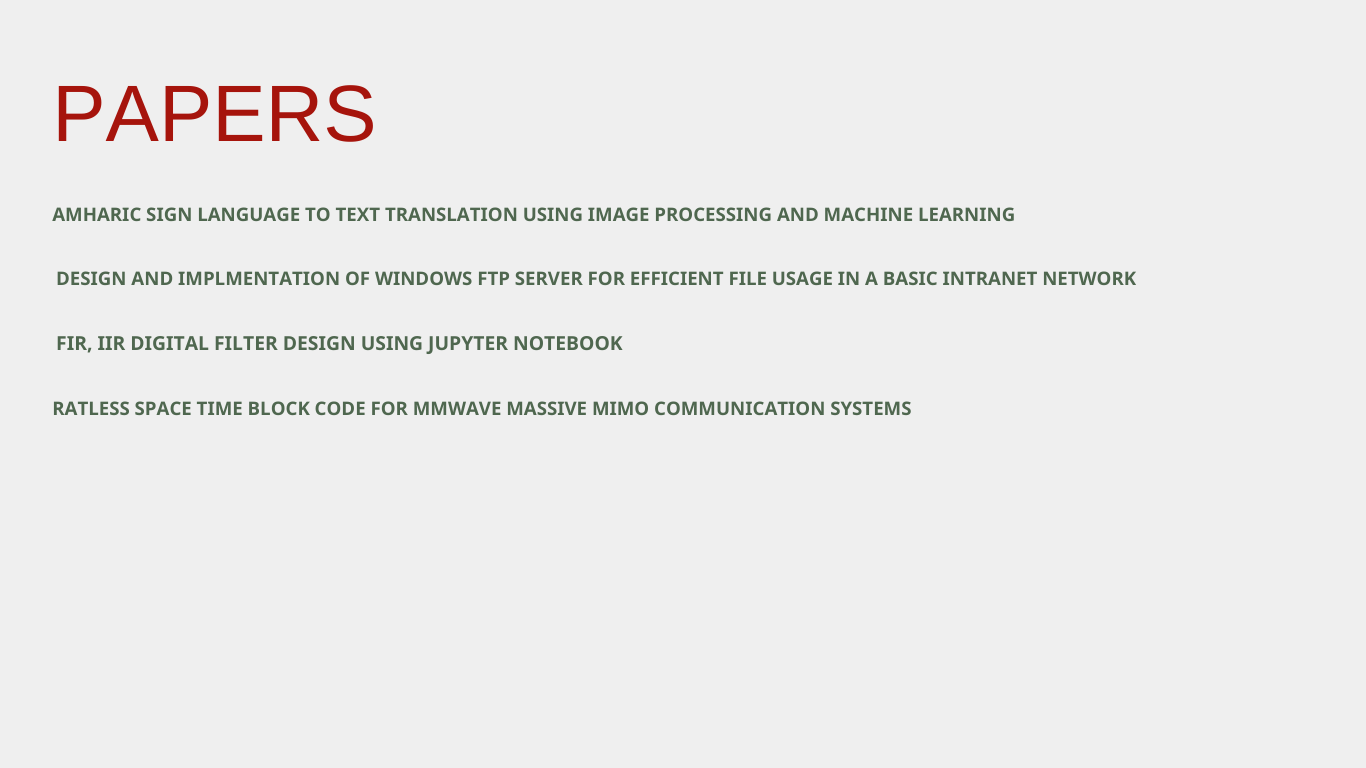 PAPERS
AMHARIC SIGN LANGUAGE TO TEXT TRANSLATION USING IMAGE PROCESSING AND MACHINE LEARNING
DESIGN AND IMPLMENTATION OF WINDOWS FTP SERVER FOR EFFICIENT FILE USAGE IN A BASIC INTRANET NETWORK
FIR, IIR DIGITAL FILTER DESIGN USING JUPYTER NOTEBOOK
RATLESS SPACE TIME BLOCK CODE FOR MMWAVE MASSIVE MIMO COMMUNICATION SYSTEMS